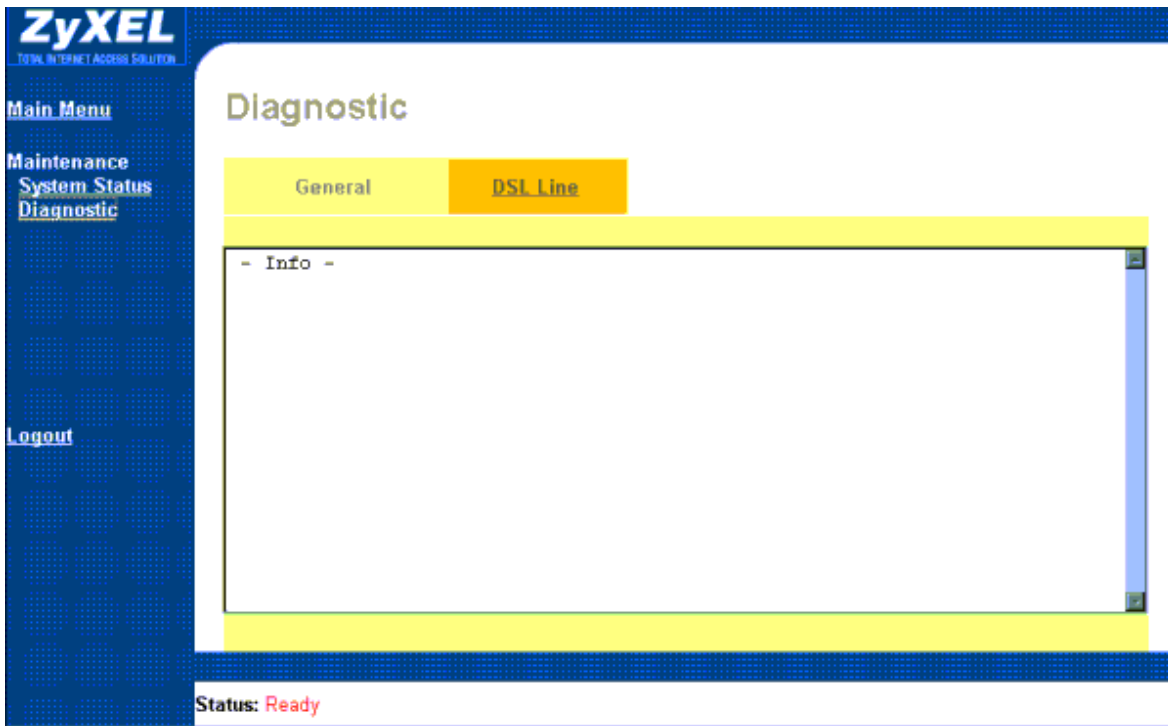 ZyXEL
TOTAL INTERNET ACCESS SOLUTION
Main Menu
Maintenance
System Status
Diagnostic
Logout
Diagnostic
General
DSL Line
- Info -
Status: Ready